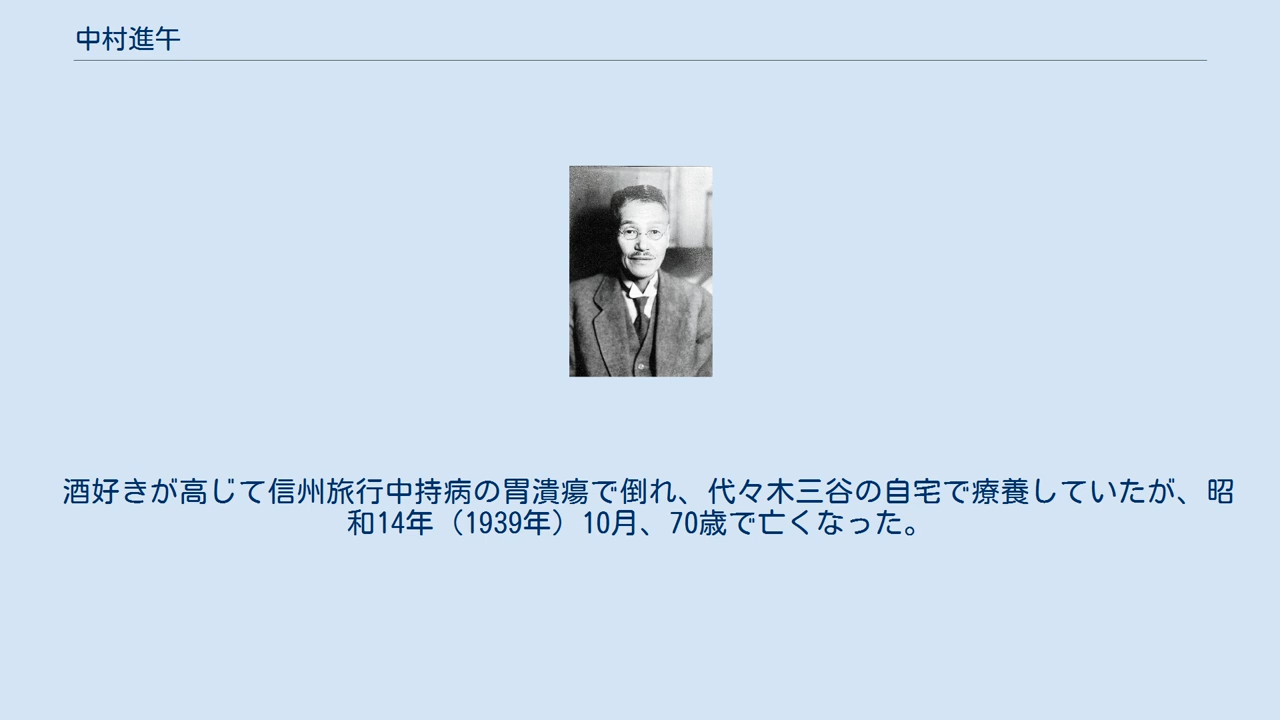 中村進午
酒好きが高じて信州旅行中持病の胃潰瘍で倒れ、代々木三谷の自宅で療養していたが、昭
和14年（1939年）10月、70歳で亡くなった。